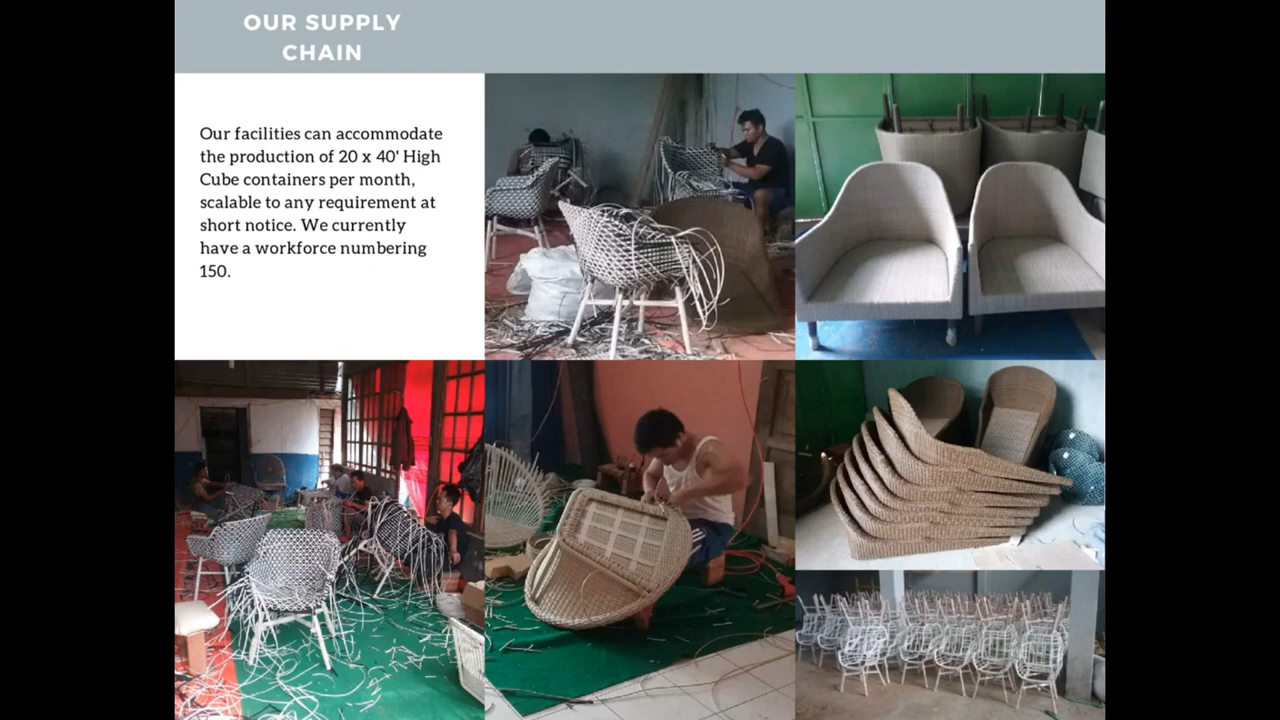 OUR SUPPLY
CHAIN
Our facilities can accommodate
the production of 20 x 40' High
Cube containers per month,
scalable to any requirement at
short notice. We currently
have a workforce numbering
150.